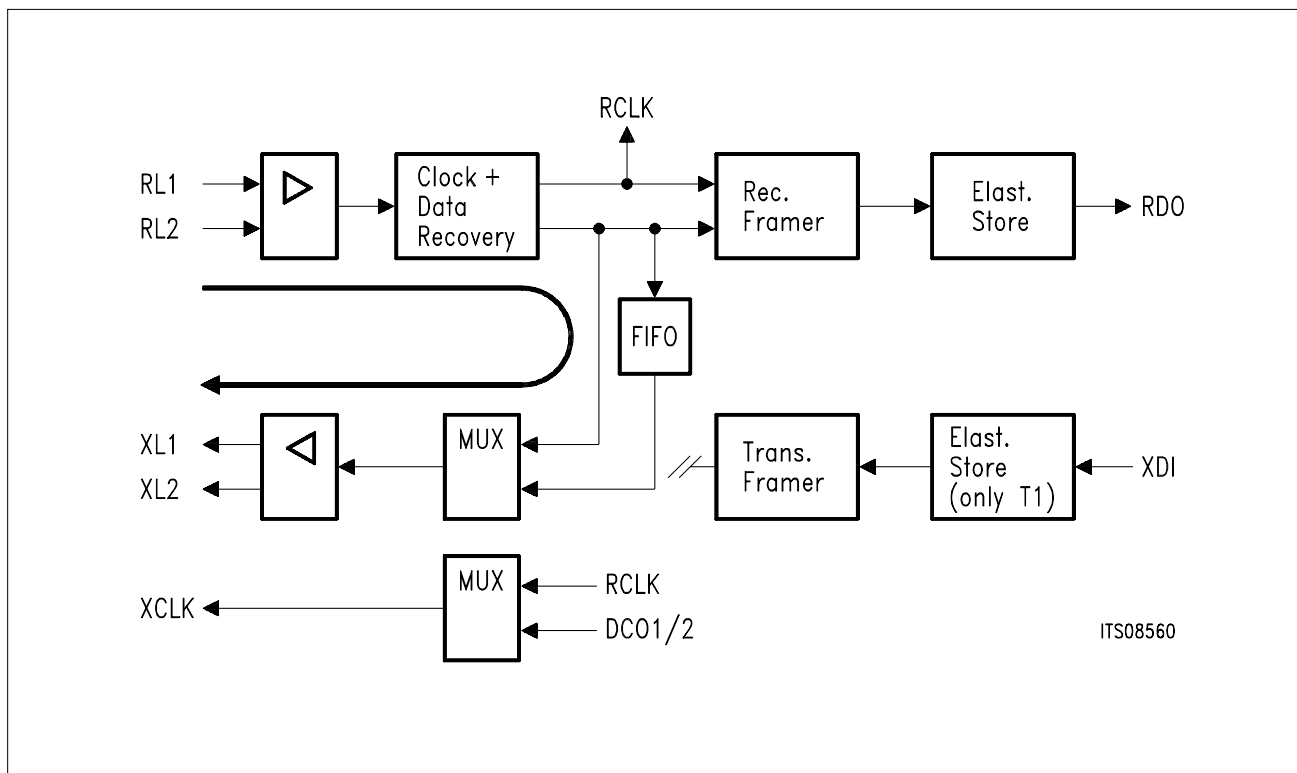 RCLK
RL1
RL2
Clock +
Data
Recovery
Rec.
Framer
Elast.
Store
RDO
FIFO
XL1
XL2
MUX
Trans.
Framer
Elast.
Store
(only T1)
XDI
XCLK
MUX
RCLK
DCO1/2
ITS08560